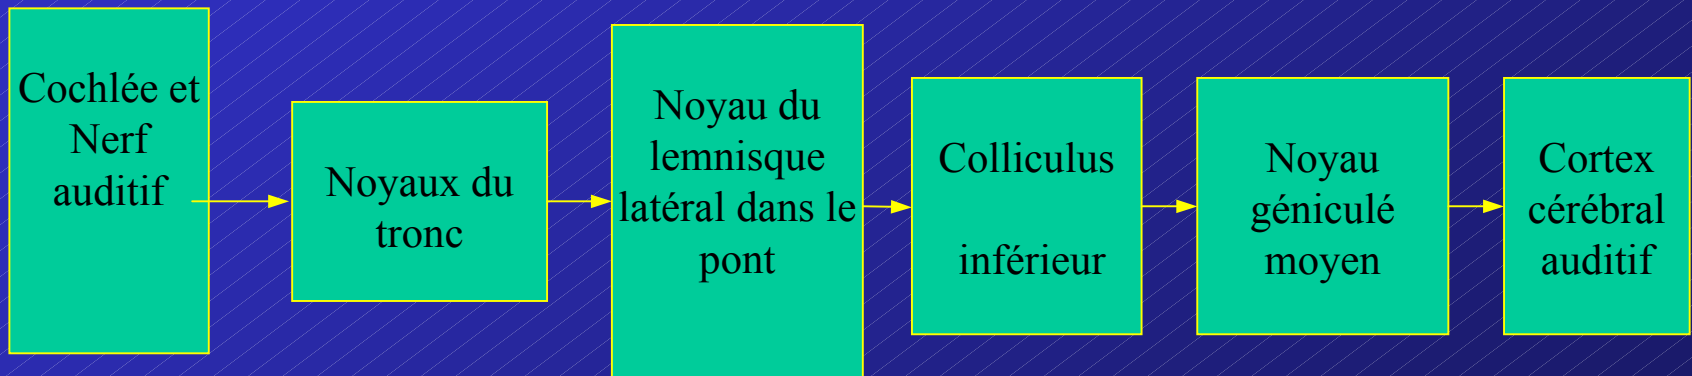 Cochlée et
Nerf
auditif
Noyaux du
tronc
Noyau du
lemnisque
latéral dans le
pont
Colliculus
inférieur
Noyau
géniculé
moyen
Cortex
cérébral
auditif